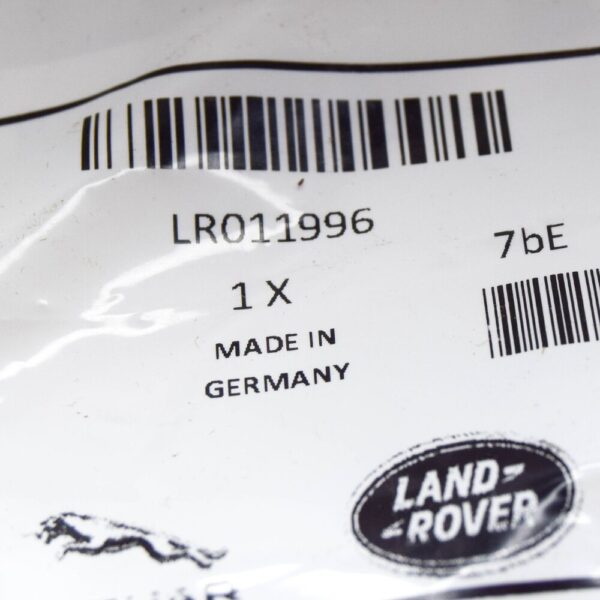 LR011996
7bE
1 X
MADE IN
GERMANY
LAND
ROVER